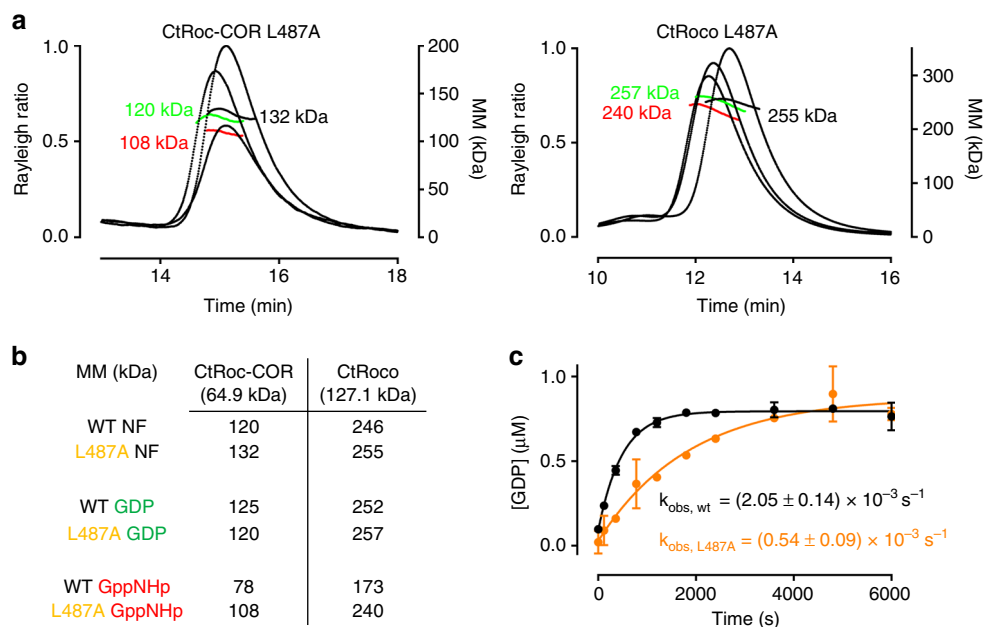 a
CtRoc-COR L487A
1.0
0.5
0.0
Rayleigh ratio
200
150
100
50
0
MM (kDa)
120 kDa
132 kDa
108 kDa
14
16
18
Time (min)
CtRoco L487A
1.0
0.5
0.0
Rayleigh ratio
300
200
100
0
MM (kDa)
257 kDa
240 kDa
255 kDa
10
12
14
16
Time (min)
b
MM (kDa) CtRoc-COR CtRoco
(64.9 kDa) (127.1 kDa)
WT NF 120 246
L487A NF 132 255
WT GDP 125 252
L487A GDP 120 257
WT GppNHp 78 173
L487A GppNHp 108 240
c
1.0
0.5
0.0
[GDP] (μM)
k_obs, wt = (2.05 ± 0.14) × 10⁻³ s⁻¹
k_obs, L487A = (0.54 ± 0.09) × 10⁻³ s⁻¹
0
2000
4000
6000
Time (s)